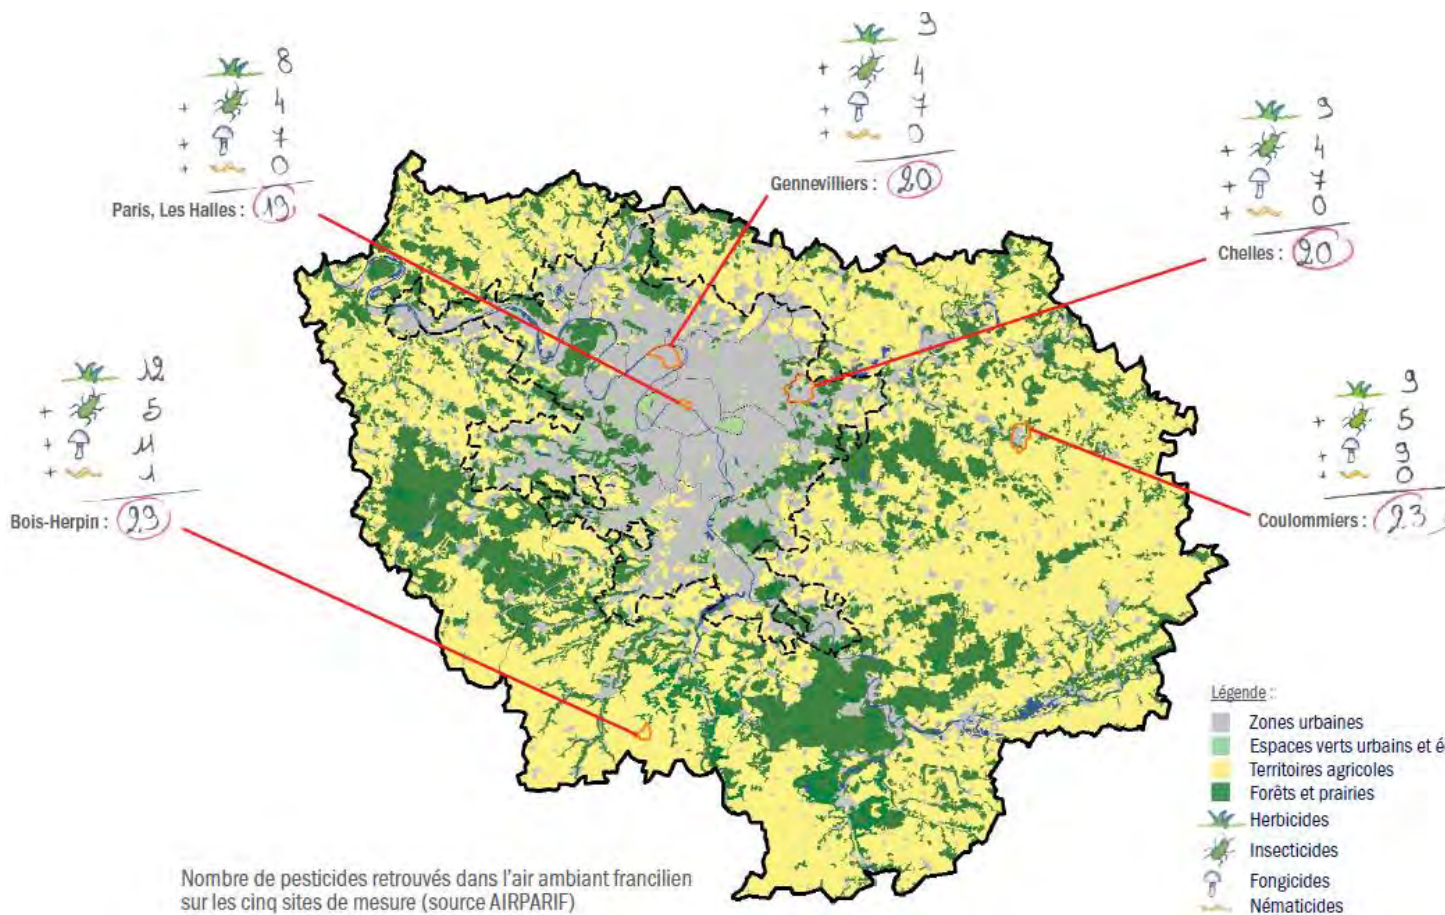 8
+ 4
+ 7
+ 0
Paris, Les Halles : 19
9
+ 4
+ 7
+ 0
Gennevilliers : 20
9
+ 4
+ 7
+ 0
Chelles : 20
12
+ 5
+ 11
+ 1
Bois-Herpin : 29
9
+ 5
+ 9
+ 0
Coulommiers : 23
Légende :
Zones urbaines
Espaces verts urbains et é
Territoires agricoles
Forêts et prairies
Herbicides
Insecticides
Fongicides
Nématicides
Nombre de pesticides retrouvés dans l'air ambiant francilien
sur les cinq sites de mesure (source AIRPARIF)